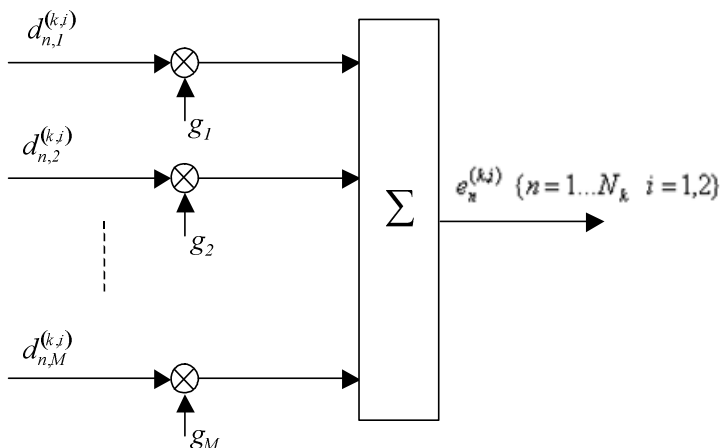 d_{n,1}^{(k,i)}
g_1
d_{n,2}^{(k,i)}
g_2
Σ
e_n^{(k,i)} {n = 1...N_k i = 1,2}
d_{n,M}^{(k,i)}
g_M